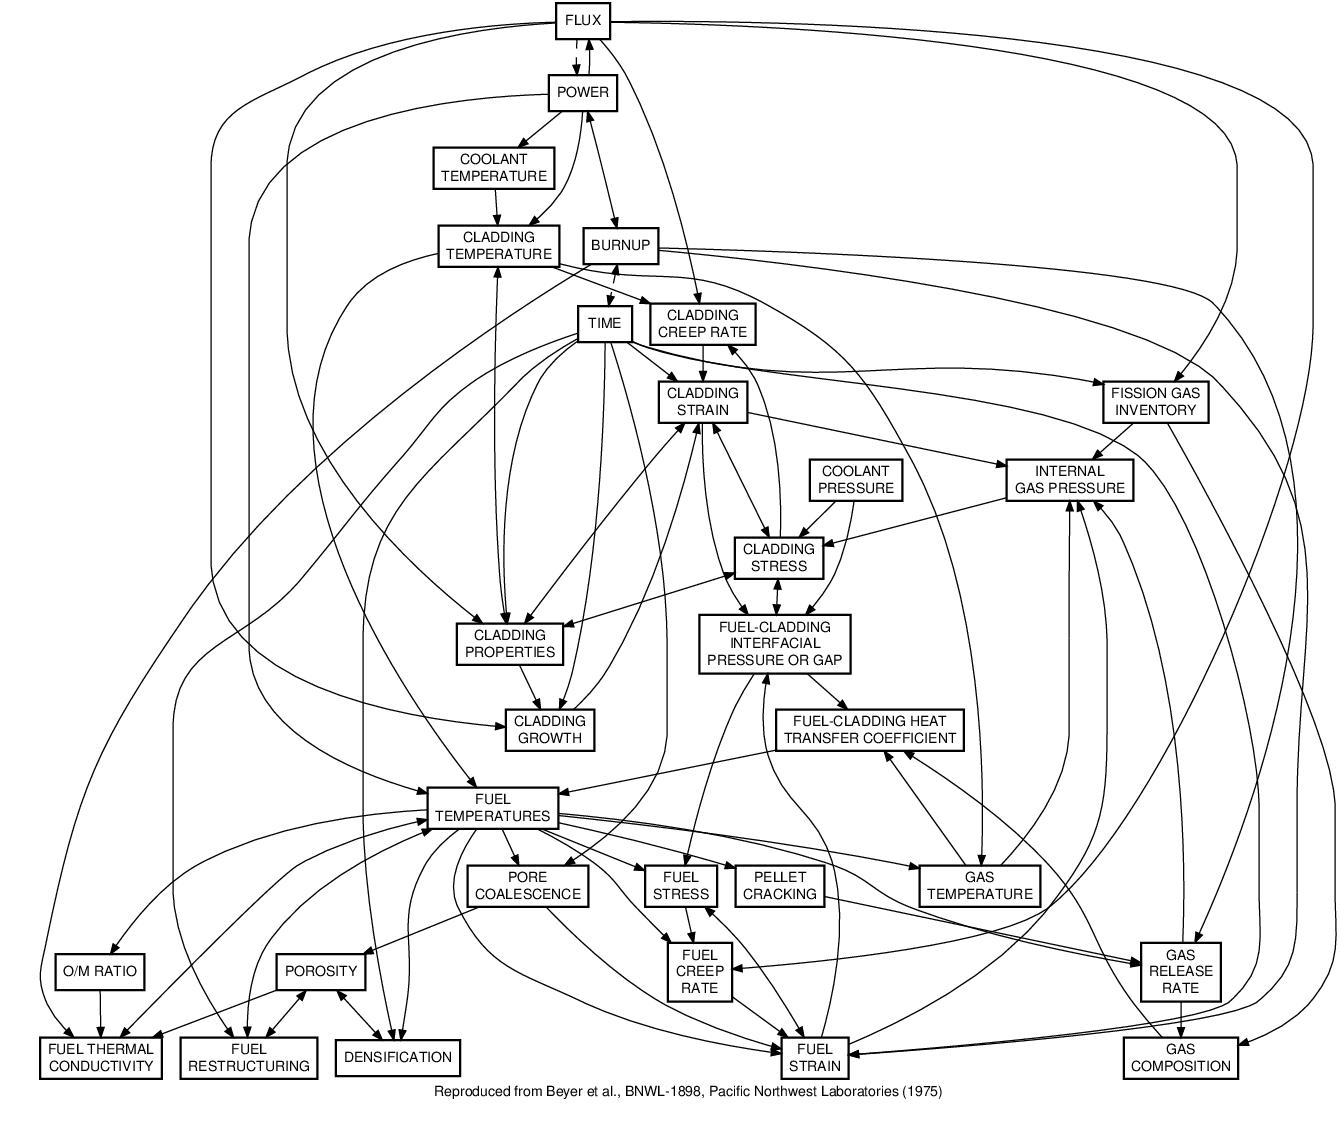 FLUX
POWER
COOLANT
TEMPERATURE
CLADDING
TEMPERATURE
BURNUP
TIME
CLADDING
CREEP RATE
CLADDING
STRAIN
FISSION GAS
INVENTORY
COOLANT
PRESSURE
INTERNAL
GAS PRESSURE
CLADDING
STRESS
CLADDING
PROPERTIES
FUEL-CLADDING
INTERFACIAL
PRESSURE OR GAP
CLADDING
GROWTH
FUEL-CLADDING HEAT
TRANSFER COEFFICIENT
FUEL
TEMPERATURES
PORE
COALESCENCE
FUEL
STRESS
PELLET
CRACKING
GAS
TEMPERATURE
O/M RATIO
POROSITY
FUEL
CREEP
RATE
GAS
RELEASE
RATE
FUEL THERMAL
CONDUCTIVITY
FUEL
RESTRUCTURING
DENSIFICATION
FUEL
STRAIN
GAS
COMPOSITION
Reproduced from Beyer et al., BNWL-1898, Pacific Northwest Laboratories (1975)